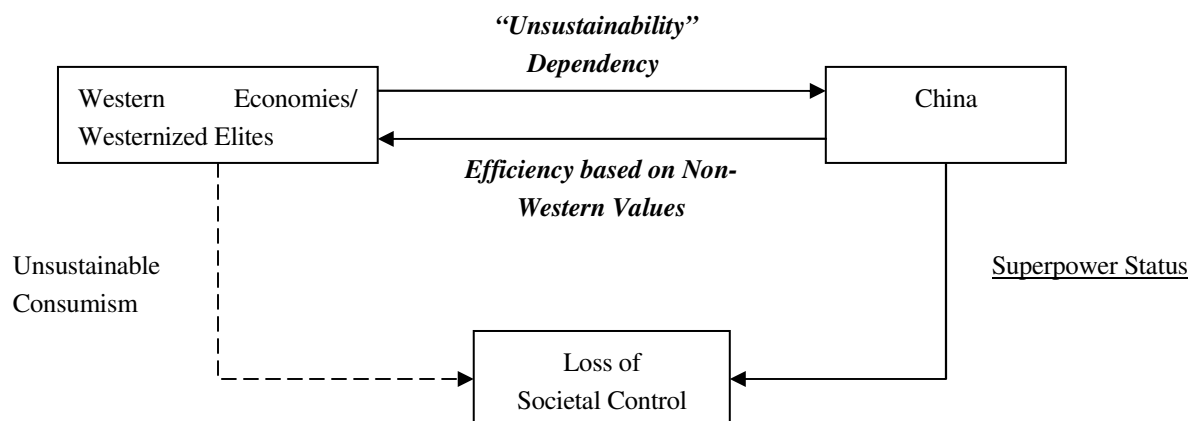 “Unsustainability”
Dependency
Western Economies/
Westernized Elites
China
Efficiency based on Non-
Western Values
Unsustainable
Consumism
Superpower Status
Loss of
Societal Control